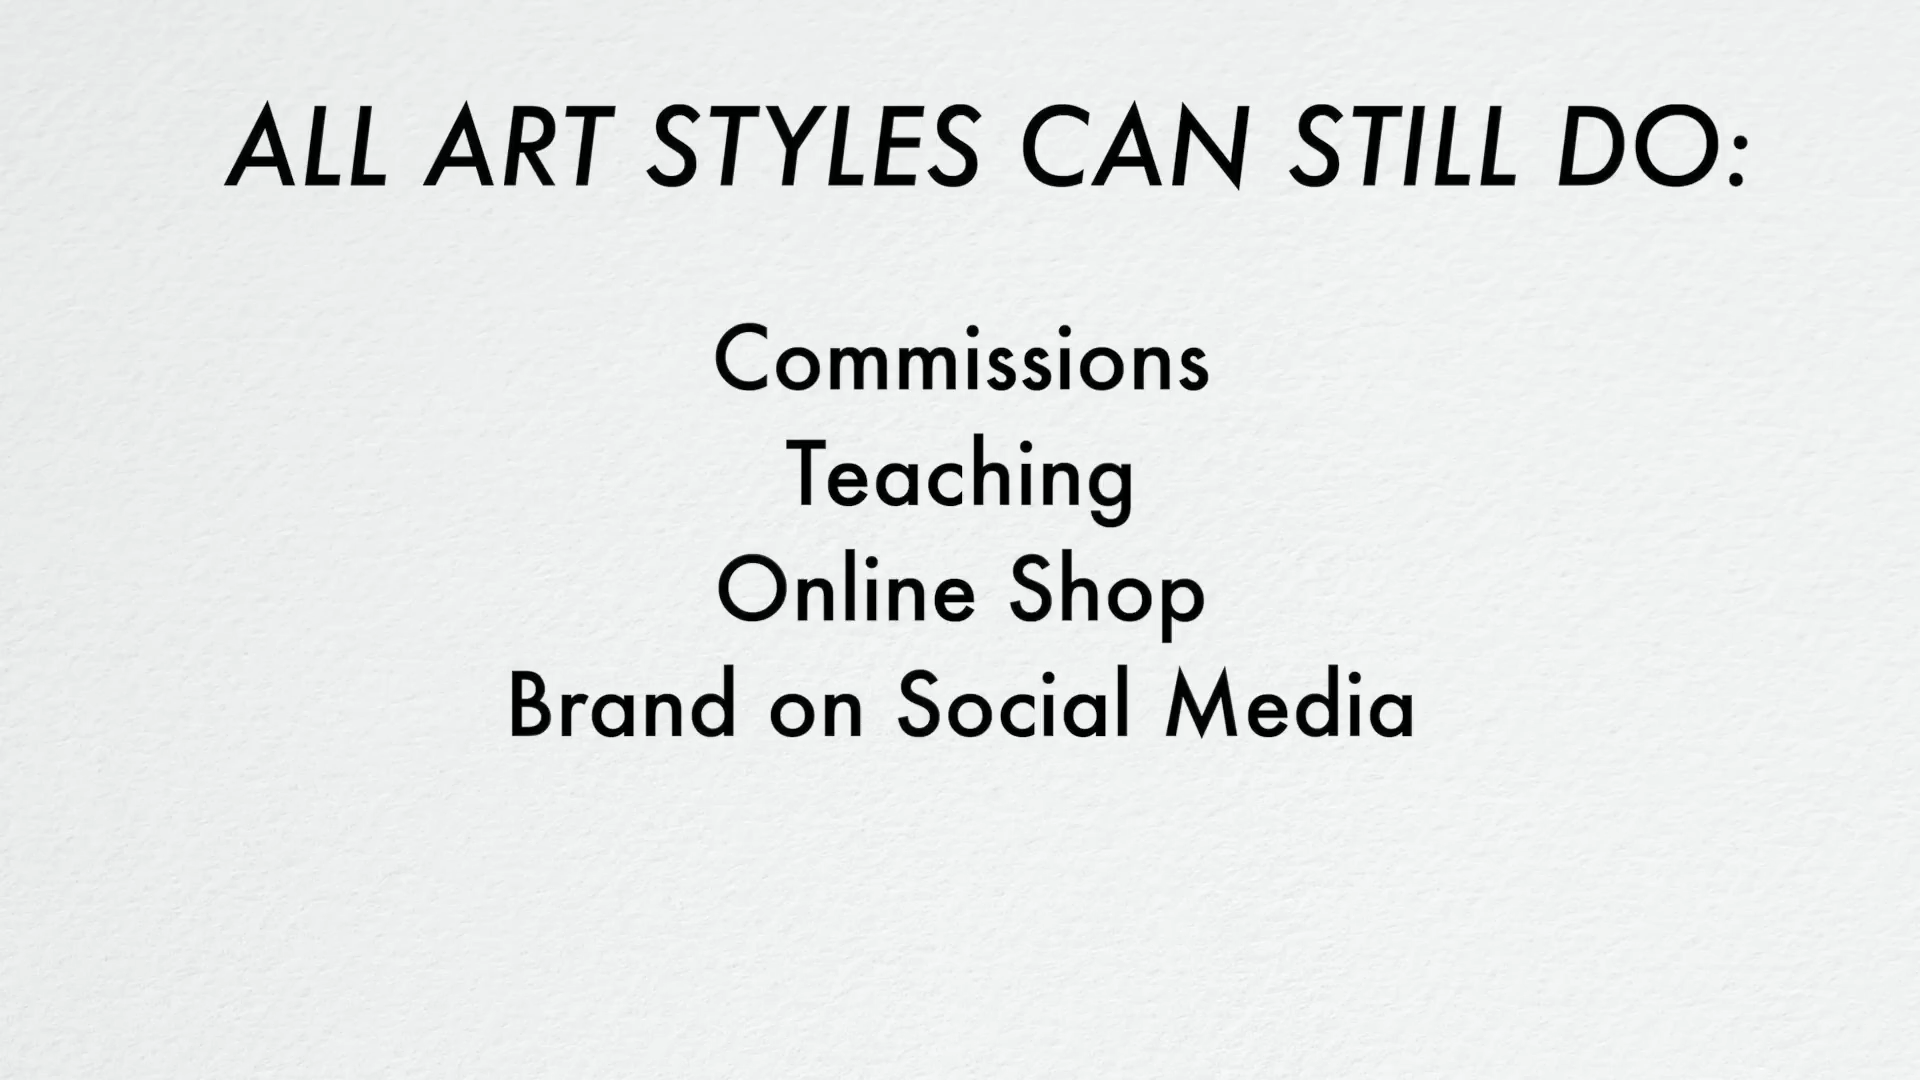 ALL ART STYLES CAN STILL DO:
Commissions
Teaching
Online Shop
Brand on Social Media